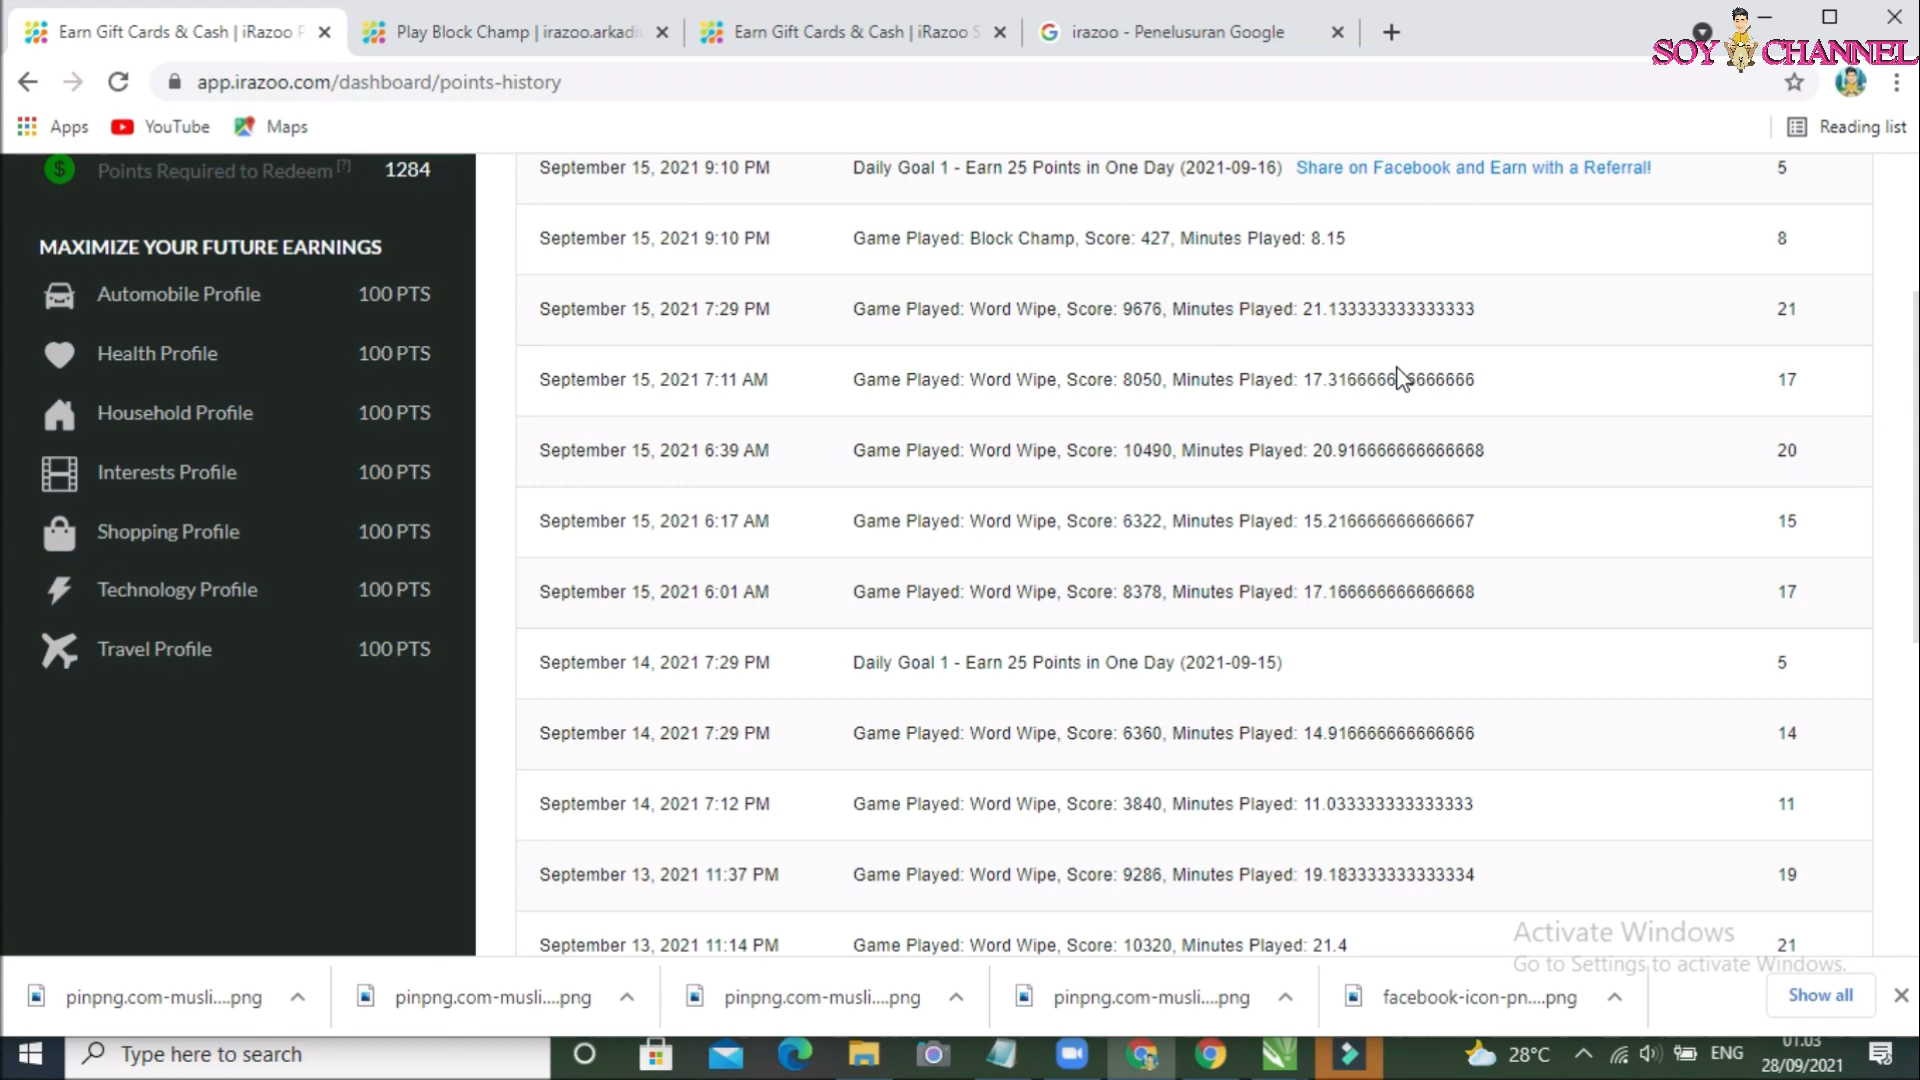 Earn Gift Cards & Cash | iRazoo P
Play Block Champ | irazoo.arkadi
Earn Gift Cards & Cash | iRazoo S
irazoo - Penelusuran Google
SOY CHANNEL
app.irazoo.com/dashboard/points-history
Apps
YouTube
Maps
Reading list
Points Required to Redeem [?] 1284
MAXIMIZE YOUR FUTURE EARNINGS
Automobile Profile 100 PTS
Health Profile 100 PTS
Household Profile 100 PTS
Interests Profile 100 PTS
Shopping Profile 100 PTS
Technology Profile 100 PTS
Travel Profile 100 PTS
September 15, 2021 9:10 PM Daily Goal 1 - Earn 25 Points in One Day (2021-09-16) Share on Facebook and Earn with a Referral! 5
September 15, 2021 9:10 PM Game Played: Block Champ, Score: 427, Minutes Played: 8.15 8
September 15, 2021 7:29 PM Game Played: Word Wipe, Score: 9676, Minutes Played: 21.133333333333333 21
September 15, 2021 7:11 AM Game Played: Word Wipe, Score: 8050, Minutes Played: 17
September 15, 2021 6:39 AM Game Played: Word Wipe, Score: 10490, Minutes Played: 20.916666666666668 20
September 15, 2021 6:17 AM Game Played: Word Wipe, Score: 6322, Minutes Played: 15.216666666666667 15
September 15, 2021 6:01 AM Game Played: Word Wipe, Score: 8378, Minutes Played: 17.166666666666668 17
September 14, 2021 7:29 PM Daily Goal 1 - Earn 25 Points in One Day (2021-09-15) 5
September 14, 2021 7:29 PM Game Played: Word Wipe, Score: 6360, Minutes Played: 14.916666666666666 14
September 14, 2021 7:12 PM Game Played: Word Wipe, Score: 3840, Minutes Played: 11.033333333333333 11
September 13, 2021 11:37 PM Game Played: Word Wipe, Score: 9286, Minutes Played: 19.183333333333334 19
September 13, 2021 11:14 PM Game Played: Word Wipe, Score: 10320, Minutes Played: 21.4 21
Activate Windows
Go to Settings to activate Windows.
pinpng.com-musli....png
pinpng.com-musli....png
pinpng.com-musli....png
pinpng.com-musli....png
facebook-icon-pn....png
Show all
Type here to search
28°C
ENG
01.03
28/09/2021